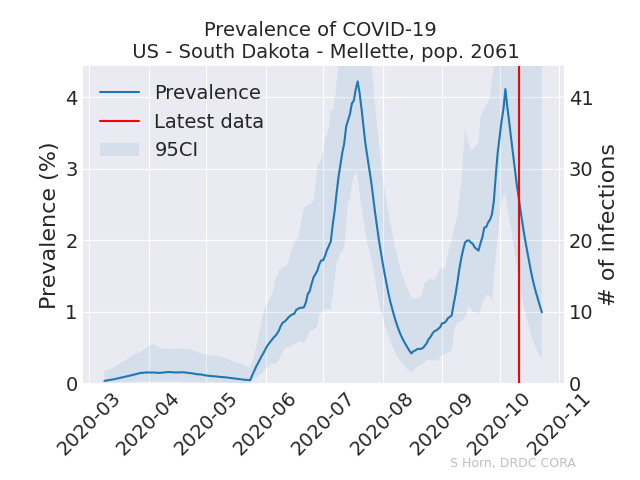 Prevalence of COVID-19
US - South Dakota - Mellette, pop. 2061
Prevalence
Latest data
95CI
Prevalence (%)
4
3
2
1
0
41
30
20
10
0
# of infections
2020-03
2020-04
2020-05
2020-06
2020-07
2020-08
2020-09
2020-10
2020-11
S Horn, DRDC CORA